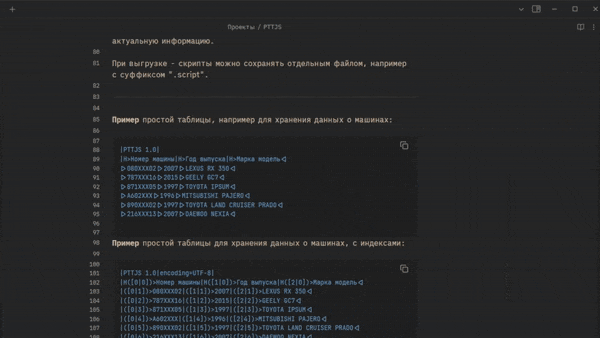 Проекты / PTTJS
актуальную информацию.
80
81 При выгрузке - скрипты можно сохранять отдельным файлом, например
с суффиксом ".script".
82
83
84
85 Пример простой таблицы, например для хранения данных о машинах:
86
87
88 |PTTJS 1.0|
89 |H>Номер машины|H>Год выпуска|H>Марка модель<|
90 |>080XXX02|>2007|>LEXUS RX 350<|
91 |>787XXX16|>2015|>GEELY GC7<|
92 |>871XXX05|>1997|>TOYOTA IPSUM<|
93 |>A602XXX|>1996|>MITSUBISHI PAJERO<|
94 |>890XXX02|>1997|>TOYOTA LAND CRUISER PRADO<|
95 |>216XXX13|>2007|>DAEWOO NEXIA<|
96
97
98 Пример простой таблицы для хранения данных о машинах, с индексами:
99
100
101 |PTTJS 1.0|encoding=UTF-8|
102 |H([0|0])>Номер машины|H([1|0])>Год выпуска|H([2|0])>Марка модель<|
103 |([0|1])>080XXX02|([1|1])>2007|([2|1])>LEXUS RX 350<|
104 |([0|2])>787XXX16|([1|2])>2015|([2|2])>GEELY GC7<|
105 |([0|3])>871XXX05|([1|3])>1997|([2|3])>TOYOTA IPSUM<|
106 |([0|4])>A602XXX|([1|4])>1996|([2|4])>MITSUBISHI PAJERO<|
107 |([0|5])>890XXX02|([1|5])>1997|([2|5])>TOYOTA LAND CRUISER PRADO<|
108 |([0|6])>216XXX13|([1|6])>2007|([2|6])>DAEWOO NEXIA<|